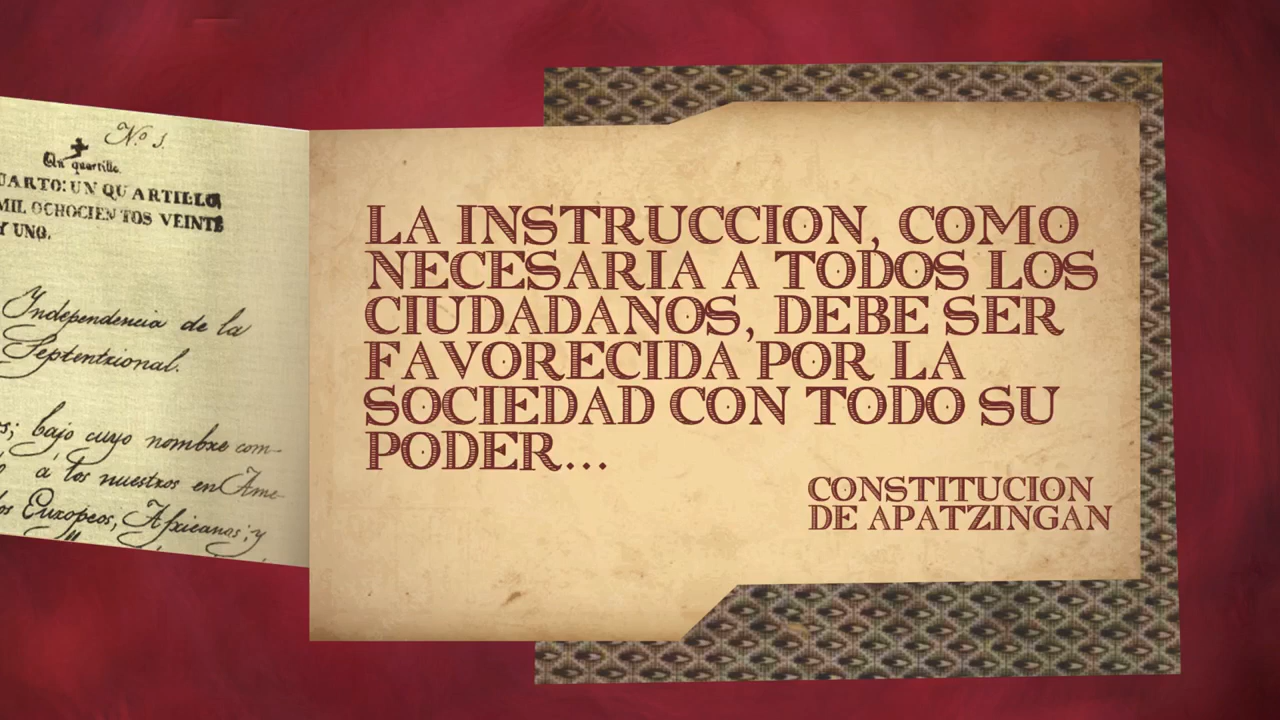 Nº 1.
Un quartillo.
UARTO: UN QUARTILLO
MIL OCHOCIENTOS VEINTE
Y UNO.
Independencia de la
Septentrional.
bajo cuyo nombre com-
a los nuestros en Ame-
os Europeos, Africanos; y
LA INSTRUCCION, COMO
NECESARIA A TODOS LOS
CIUDADANOS, DEBE SER
FAVORECIDA POR LA
SOCIEDAD CON TODO SU
PODER...
CONSTITUCION
DE APATZINGAN